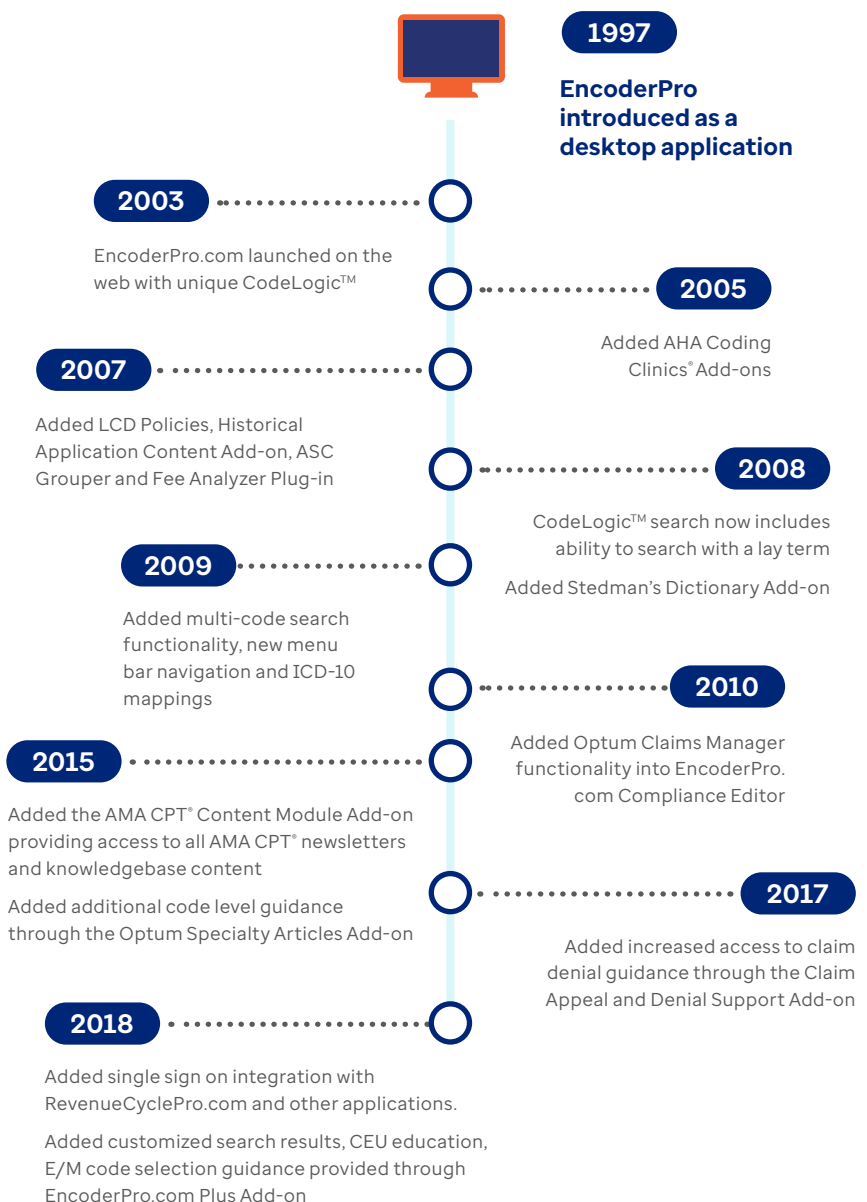 1997
EncoderPro
introduced as a
desktop application
2003
EncoderPro.com launched on the
web with unique CodeLogic™
2005
Added AHA Coding
Clinics® Add-ons
2007
Added LCD Policies, Historical
Application Content Add-on, ASC
Grouper and Fee Analyzer Plug-in
2008
CodeLogic™ search now includes
ability to search with a lay term
Added Stedman’s Dictionary Add-on
2009
Added multi-code search
functionality, new menu
bar navigation and ICD-10
mappings
2010
Added Optum Claims Manager
functionality into EncoderPro.
com Compliance Editor
2015
Added the AMA CPT® Content Module Add-on
providing access to all AMA CPT® newsletters
and knowledgebase content
Added additional code level guidance
through the Optum Specialty Articles Add-on
2017
Added increased access to claim
denial guidance through the Claim
Appeal and Denial Support Add-on
2018
Added single sign on integration with
RevenueCyclePro.com and other applications.
Added customized search results, CEU education,
E/M code selection guidance provided through
EncoderPro.com Plus Add-on